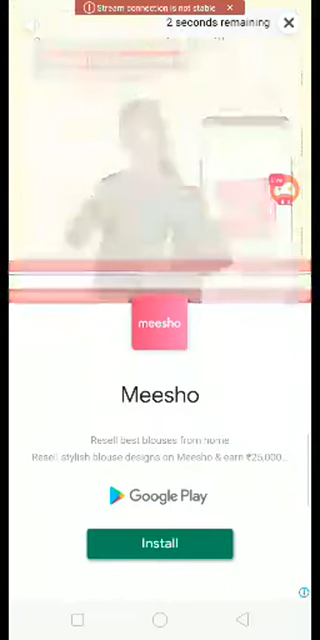 Stream connection is not stable
2 seconds remaining
meesho
Meesho
Resell best blouses from home
Resell stylish blouse designs on Meesho & earn ₹25,000...
Google Play
Install